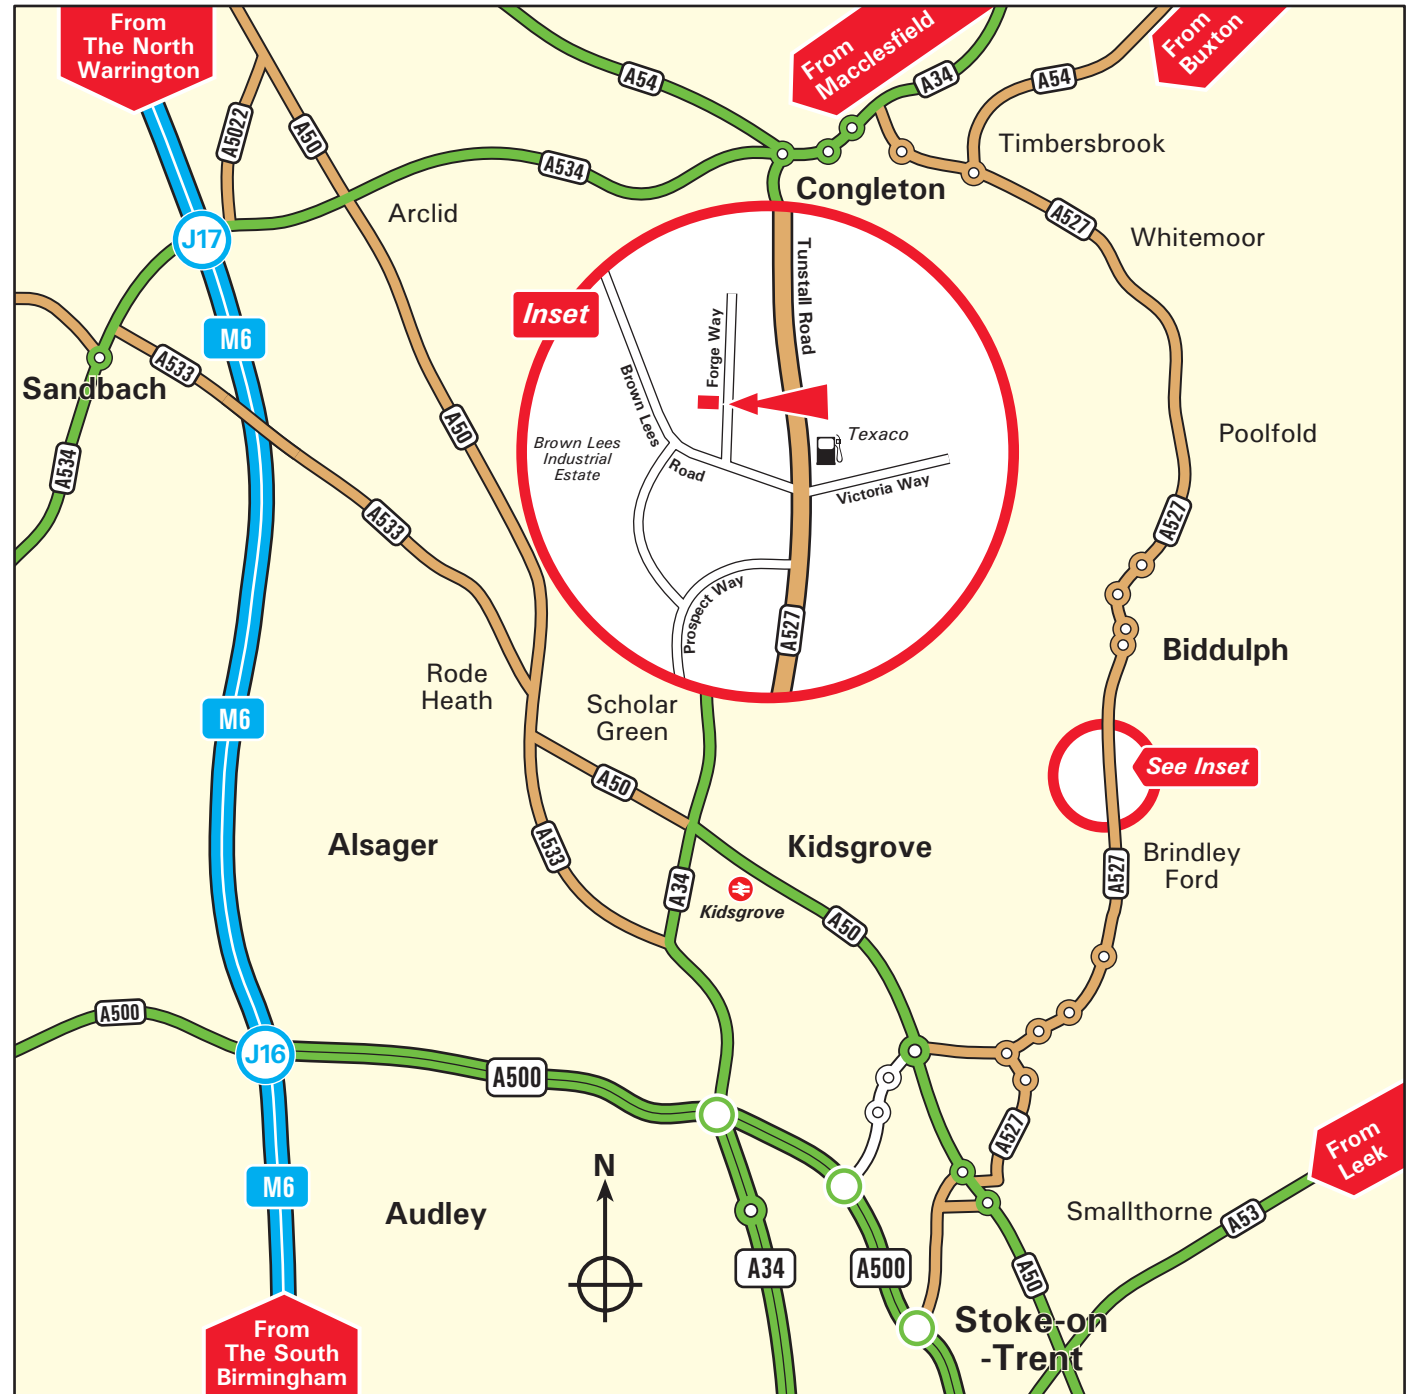 From
The North
Warrington
From
Macclesfield
From
Buxton
A54
A34
A54
A5022
A50
A534
Timbersbrook
Congleton
Arclid
A527
Whitemoor
J17
Tunstall Road
Inset
M6
Forge Way
A533
Sandbach
Brown Lees
Road
A50
Texaco
Poolfold
Brown Lees
Industrial
Estate
A534
Victoria Way
A533
A527
Prospect Way
A527
Biddulph
Rode
Heath
Scholar
Green
M6
See Inset
A50
Alsager
A533
Kidsgrove
Brindley
Ford
A527
A34
Kidsgrove
A50
A500
J16
A500
A527
From
Leek
N
M6
Audley
Smallthorne
A53
A34
A500
A50
Stoke-on
-Trent
From
The South
Birmingham